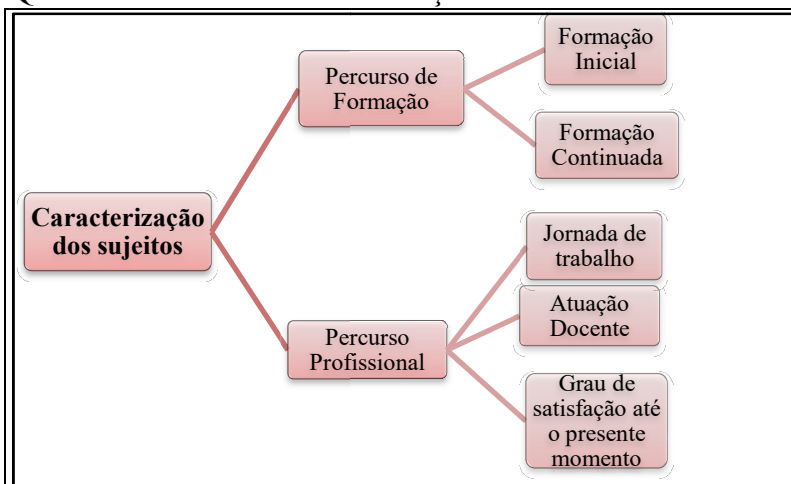 Formação
Inicial
Percurso de
Formação
Formação
Continuada
Caracterização
dos sujeitos
Jornada de
trabalho
Atuação
Docente
Percurso
Profissional
Grau de
satisfação até
o presente
momento